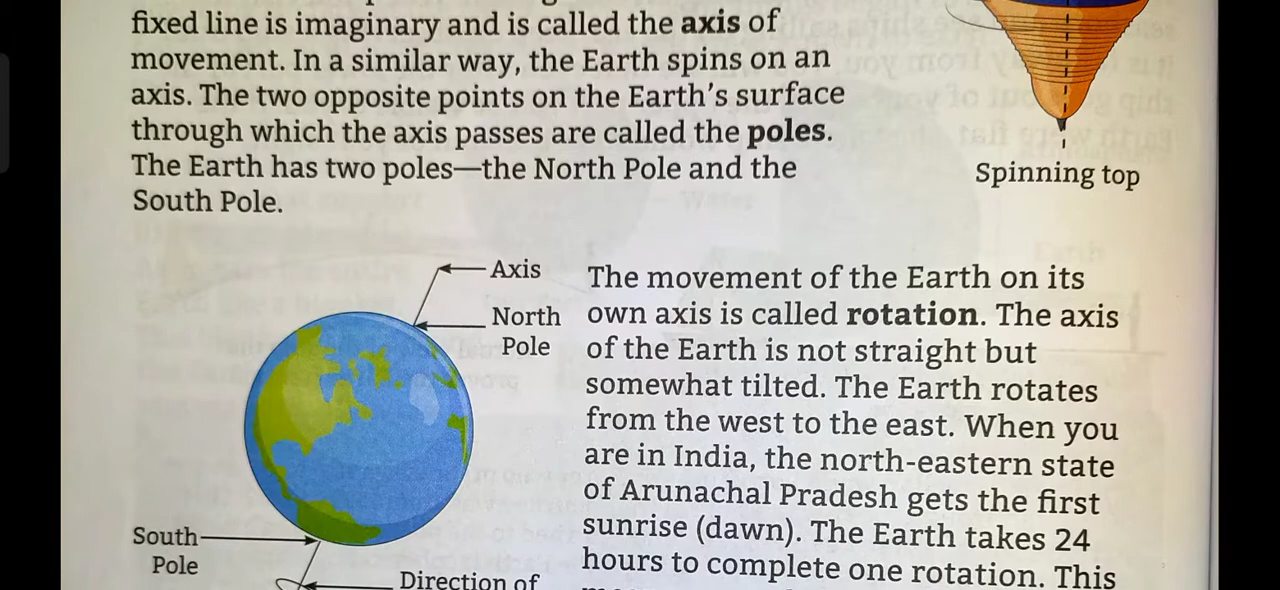 fixed line is imaginary and is called the axis of
movement. In a similar way, the Earth spins on an
axis. The two opposite points on the Earth's surface
through which the axis passes are called the poles.
The Earth has two poles—the North Pole and the
South Pole.
Spinning top
Axis
North
Pole
South
Pole
Direction of
The movement of the Earth on its
own axis is called rotation. The axis
of the Earth is not straight but
somewhat tilted. The Earth rotates
from the west to the east. When you
are in India, the north-eastern state
of Arunachal Pradesh gets the first
sunrise (dawn). The Earth takes 24
hours to complete one rotation. This